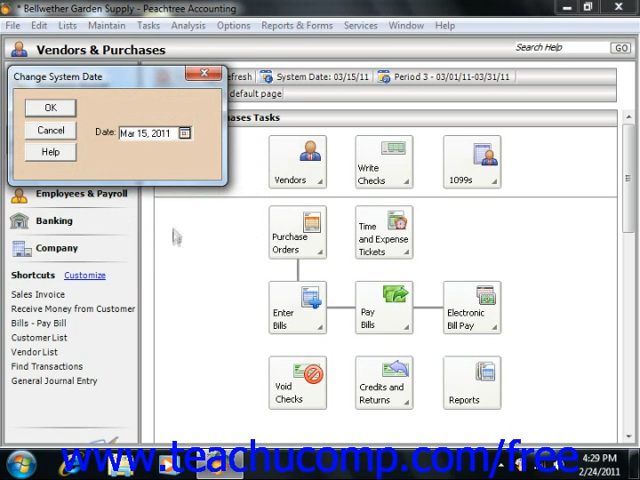 * Bellwether Garden Supply - Peachtree Accounting
File Edit Lists Maintain Tasks Analysis Options Reports & Forms Services Window Help
Vendors & Purchases
Search Help
GO
Change System Date
OK
Cancel
Help
Date: Mar 15, 2011
efresh
System Date: 03/15/11
Period 3 - 03/01/11-03/31/11
default page
hases Tasks
Vendors
Write
Checks
1099s
Employees & Payroll
Banking
Company
Purchase
Orders
Time
and Expense
Tickets
Shortcuts Customize
Sales Invoice
Receive Money from Customer
Bills - Pay Bill
Customer List
Vendor List
Find Transactions
General Journal Entry
Enter
Bills
Pay
Bills
Electronic
Bill Pay
Void
Checks
Credits and
Returns
Reports
www.teachucomp.com/free
4:29 PM
2/24/2011